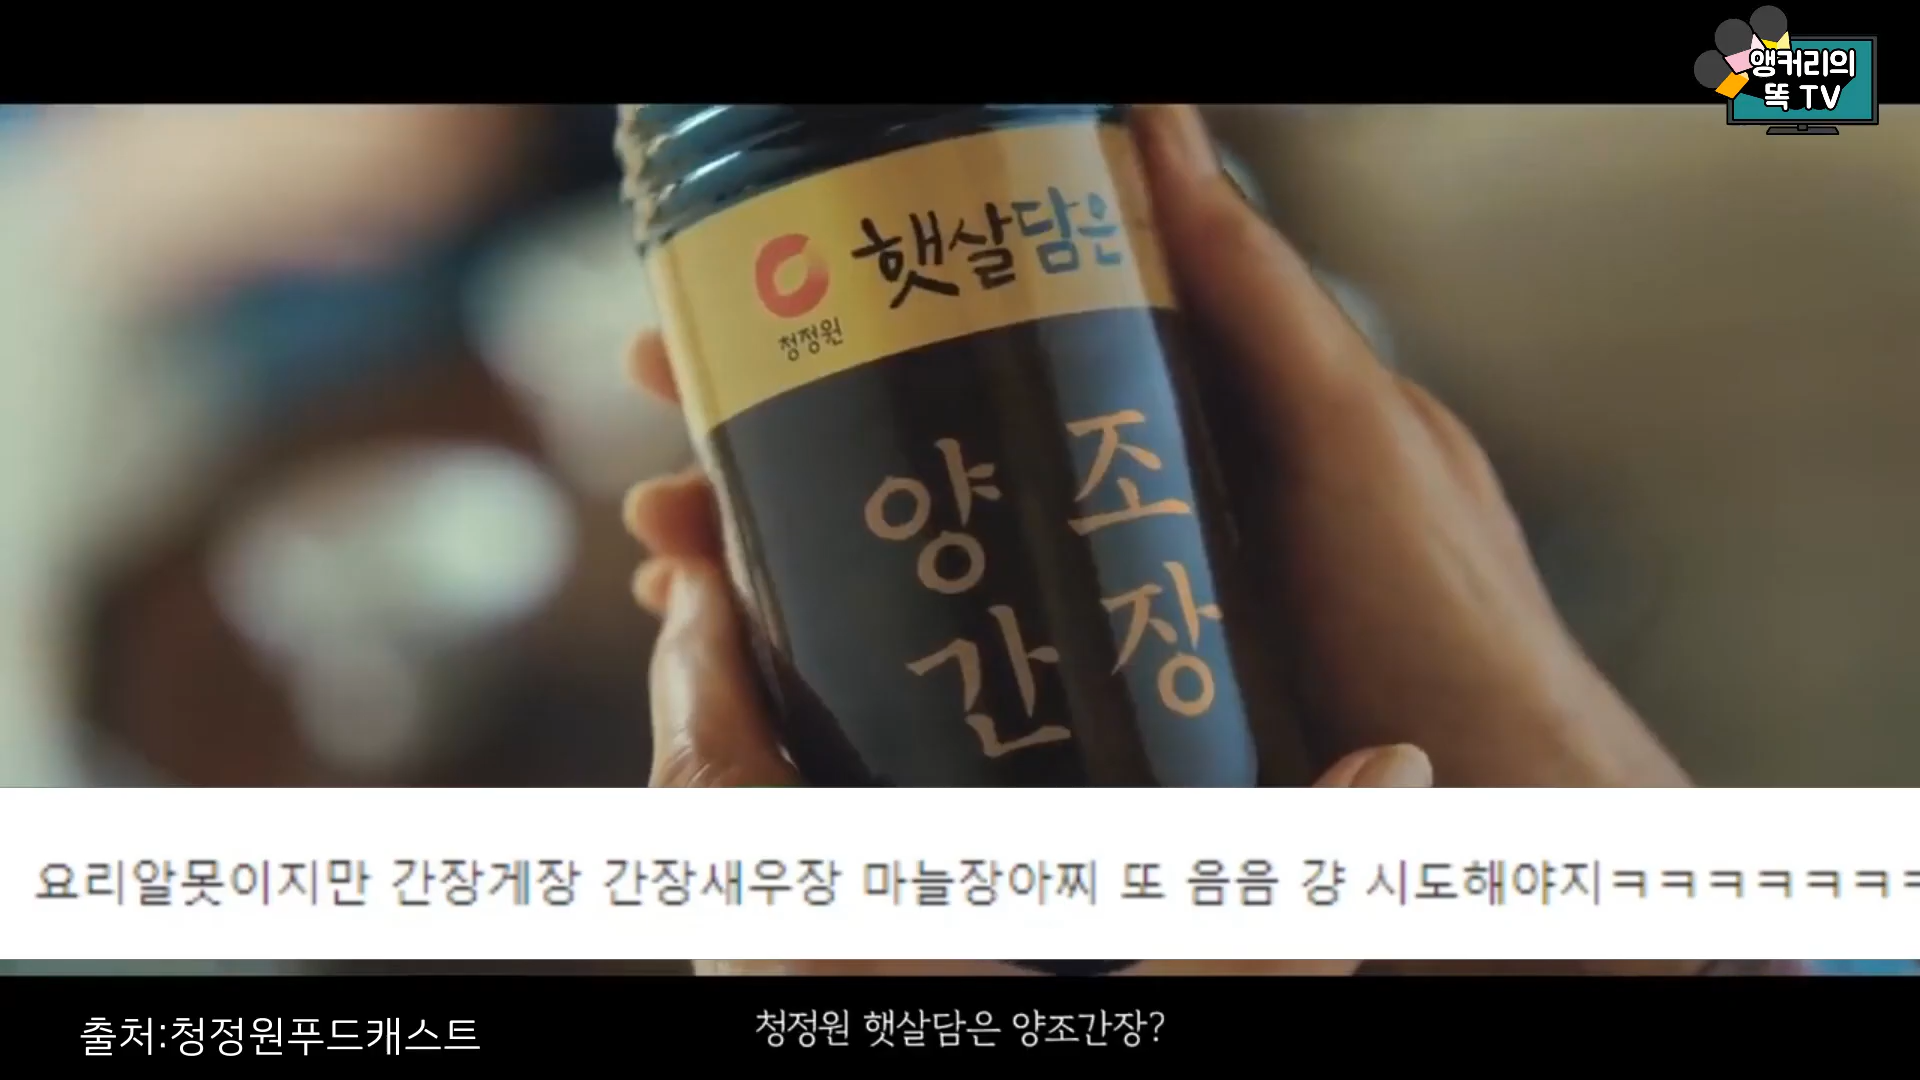 앵커리의
똑 TV
햇살담은
청정원
양조
간장
요리알못이지만 간장게장 간장새우장 마늘장아찌 또 음음 걍 시도해야지ㅋㅋㅋㅋㅋㅋㅋ
출처:청정원푸드캐스트
청정원 햇살담은 양조간장?